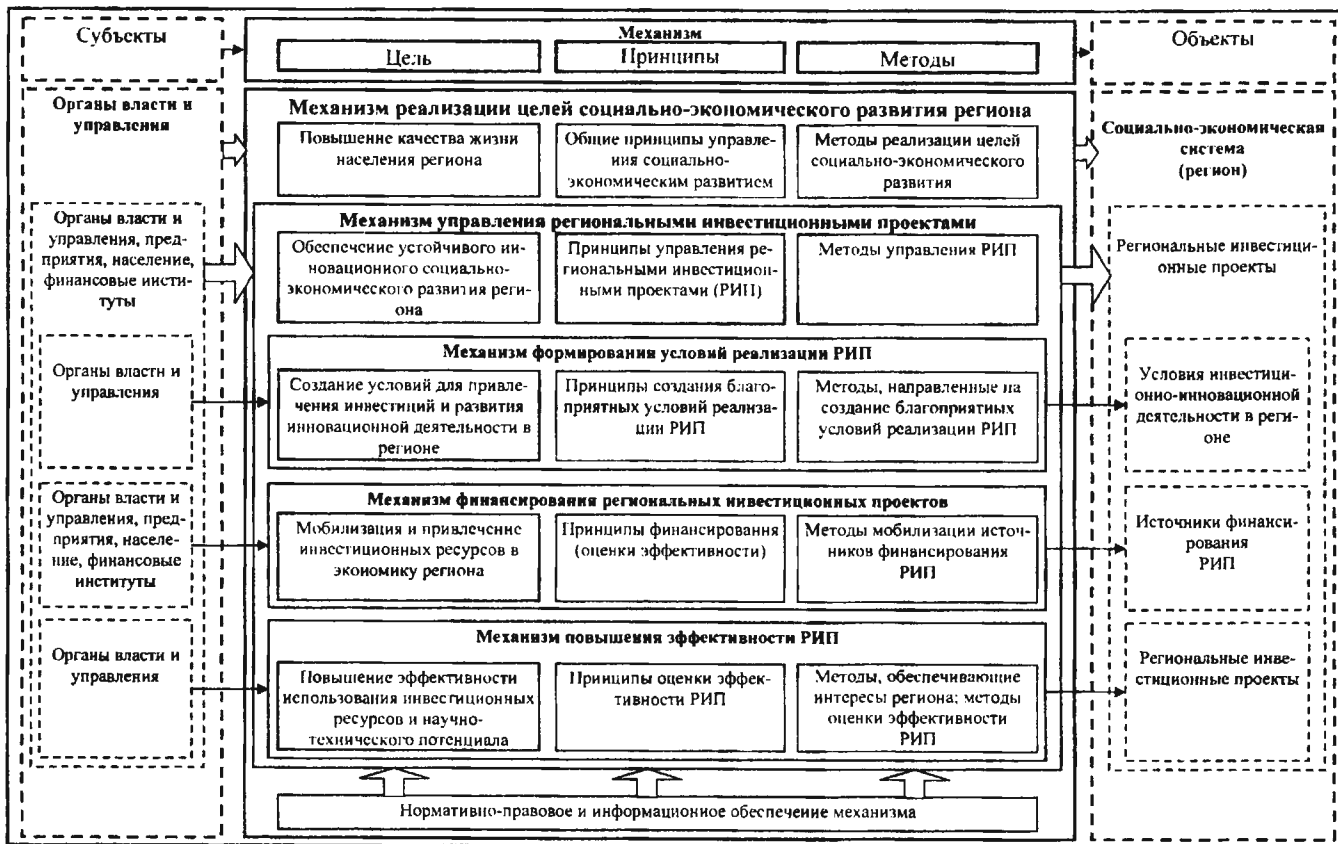 Субъекты
Механизм
Цель
Принципы
Методы
Объекты
Органы власти и
управления
Механизм реализации целей социально-экономического развития региона
Повышение качества жизни
населения региона
Общие принципы управле-
ния социально-
экономическим развитием
Методы реализации целей
социально-экономического
развития
Социально-экономическая
система
(регион)
Органы власти и
управления, пред-
приятия, население,
финансовые инсти-
туты
Механизм управления региональными инвестиционными проектами
Обеспечение устойчивого ин-
новационного социально-
экономического развития реги-
она
Принципы управления ре-
гиональными инвестицион-
ными проектами (РИП)
Методы управления РИП
Региональные инвестици-
онные проекты
Органы власти и
управления
Механизм формирования условий реализации РИП
Создание условий для привле-
чения инвестиций и развития
инновационной деятельности в
регионе
Принципы создания благо-
приятных условий реализа-
ции РИП
Методы, направленные на
создание благоприятных
условий реализации РИП
Условия инвестици-
онно-инновационной
деятельности в реги-
оне
Органы власти и
управления, пред-
приятия, населе-
ние, финансовые
институты
Механизм финансирования региональных инвестиционных проектов
Мобилизация и привлечение
инвестиционных ресурсов в
экономику региона
Принципы финансирования
(оценки эффективности)
Методы мобилизации источ-
ников финансирования
РИП
Источники финанси-
рования
РИП
Органы власти и
управления
Механизм повышения эффективности РИП
Повышение эффективности
использования инвестиционных
ресурсов и научно-
технического потенциала
Принципы оценки эффек-
тивности РИП
Методы, обеспечивающие
интересы региона; методы
оценки эффективности
РИП
Региональные инве-
стиционные проекты
Нормативно-правовое и информационное обеспечение механизма